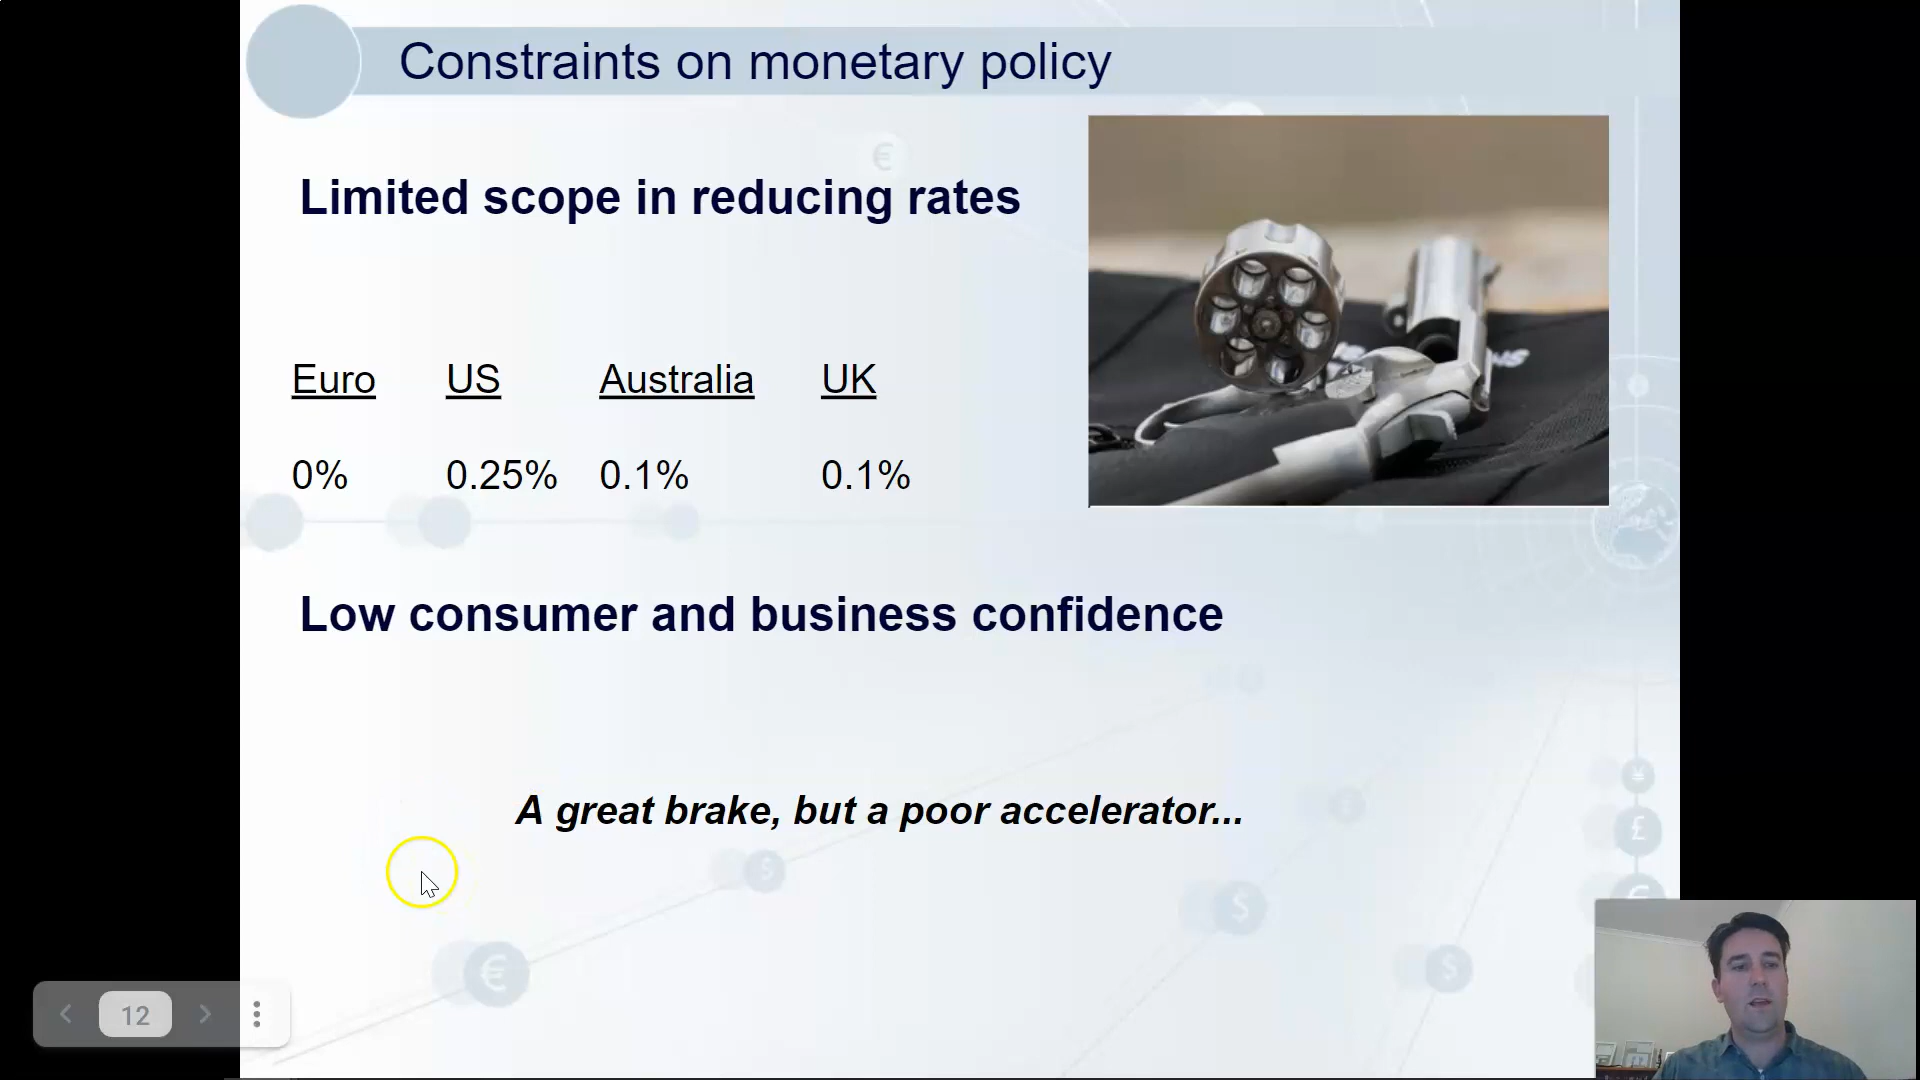 Constraints on monetary policy
Limited scope in reducing rates
Euro US Australia UK
0% 0.25% 0.1% 0.1%
Low consumer and business confidence
A great brake, but a poor accelerator...
12